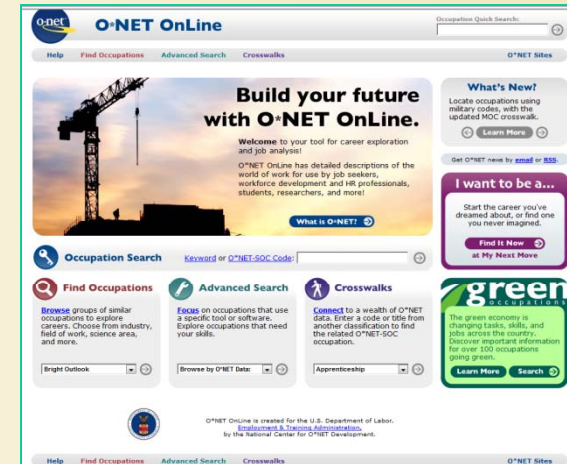 o·net
O*NET OnLine
Occupation Quick Search:
Help Find Occupations Advanced Search Crosswalks O*NET Sites
Build your future
with O*NET OnLine.
Welcome to your tool for career exploration
and job analysis!
O*NET OnLine has detailed descriptions of the
world of work for use by job seekers,
workforce development and HR professionals,
students, researchers, and more!
What is O*NET?
What's New?
Locate occupations using
military codes, with the
updated MOC crosswalk.
Learn More
Get O*NET news by email or RSS.
I want to be a...
Start the career you've
dreamed about, or find one
you never imagined.
Find It Now
at My Next Move
Occupation Search Keyword or O*NET-SOC Code:
Find Occupations
Browse groups of similar
occupations to explore
careers. Choose from industry,
field of work, science area,
and more.
Bright Outlook
Advanced Search
Focus on occupations that use
a specific tool or software.
Explore occupations that need
your skills.
Browse by O*NET Data:
Crosswalks
Connect to a wealth of O*NET
data. Enter a code or title from
another classification to find
the related O*NET-SOC
occupation.
Apprenticeship
green
occupations
The green economy is
changing tasks, skills, and
jobs across the country.
Discover important information
for over 100 occupations
going green.
Learn More Search
O*NET OnLine is created for the U.S. Department of Labor,
Employment & Training Administration,
by the National Center for O*NET Development.
Help Find Occupations Advanced Search Crosswalks O*NET Sites